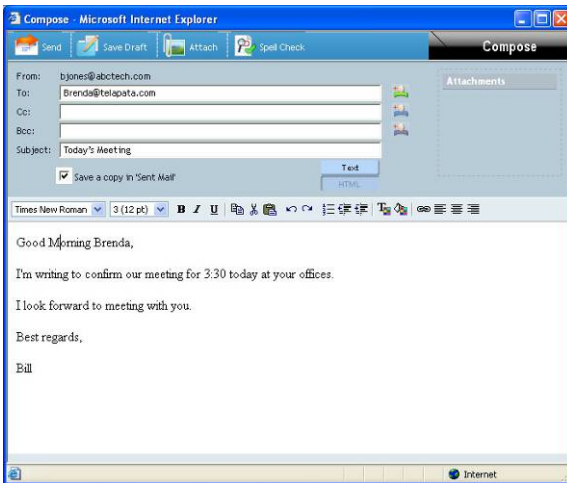 Compose - Microsoft Internet Explorer
Send Save Draft Attach Spell Check Compose
From: bjones@abctech.com
To: Brenda@telapata.com
Attachments
Cc:
Bcc:
Subject: Today's Meeting
Save a copy in 'Sent Mail'
Text
HTML
Times New Roman 3 (12 pt) B I U
Good Morning Brenda,
I'm writing to confirm our meeting for 3:30 today at your offices.
I look forward to meeting with you.
Best regards,
Bill
Internet